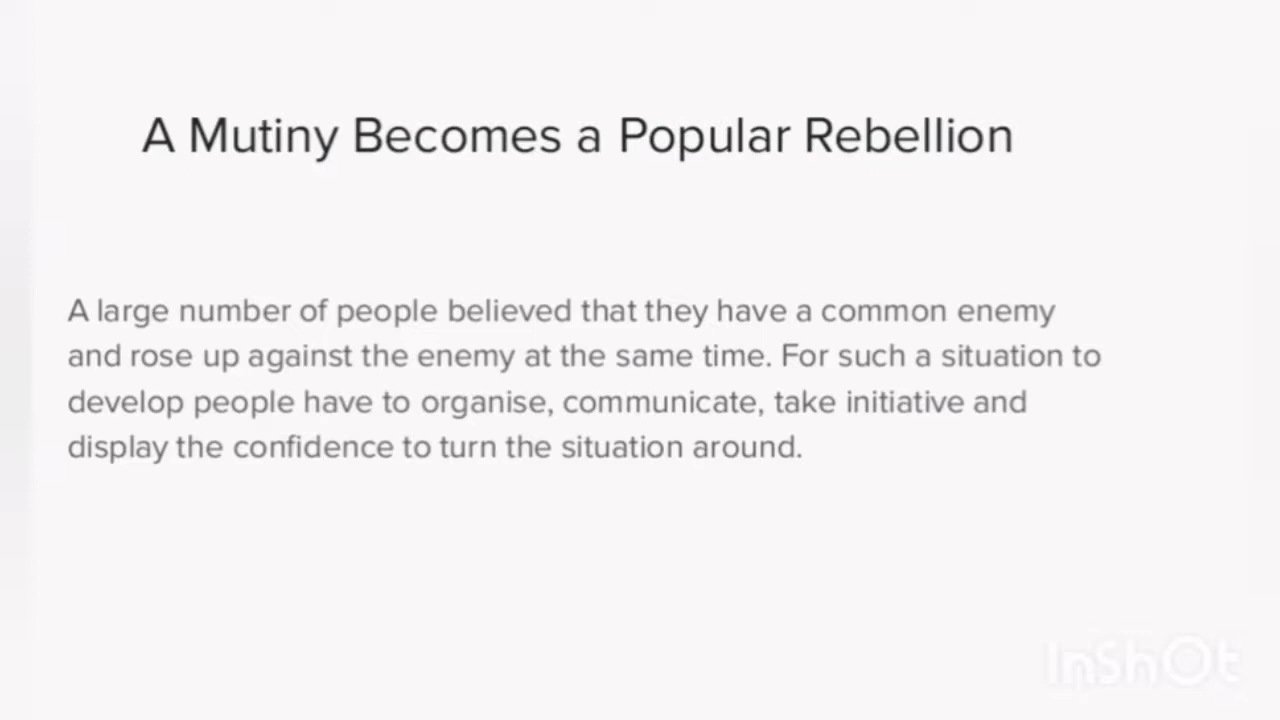 A Mutiny Becomes a Popular Rebellion
A large number of people believed that they have a common enemy
and rose up against the enemy at the same time. For such a situation to
develop people have to organise, communicate, take initiative and
display the confidence to turn the situation around.
InShOt